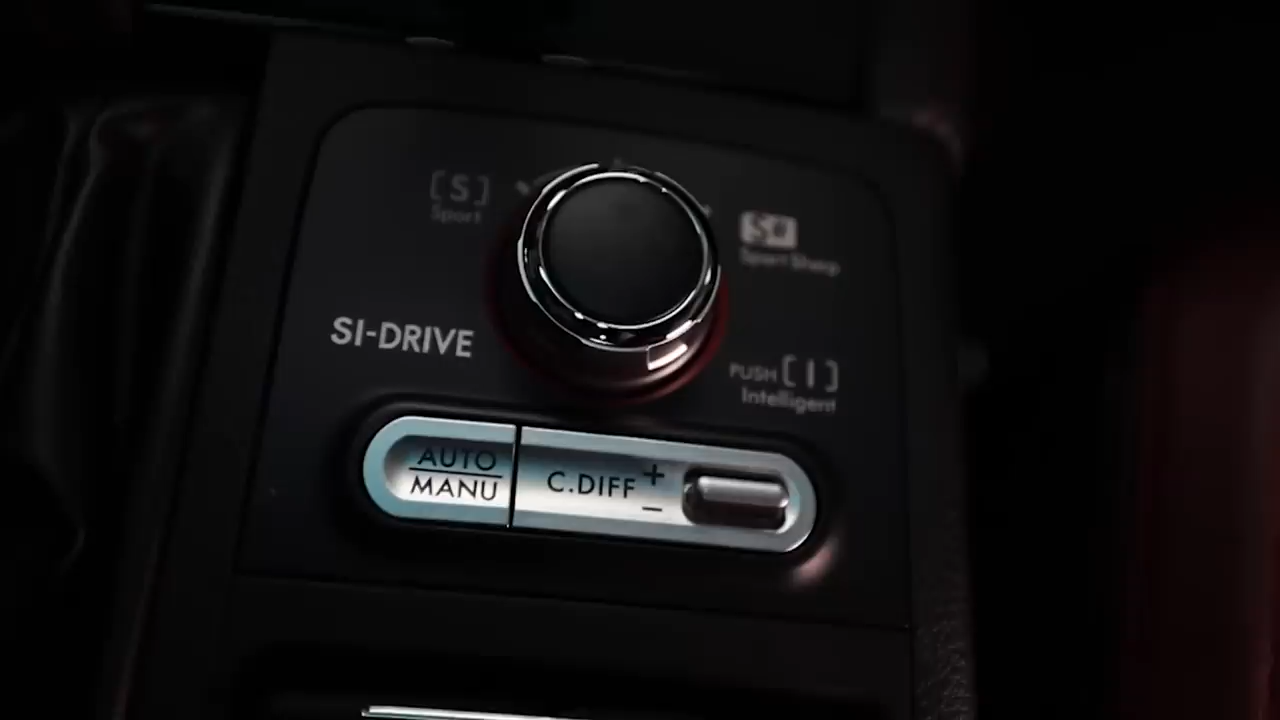 [S]
Sport
S#
Sport Sharp
SI-DRIVE
PUSH [I]
Intelligent
AUTO
MANU
C.DIFF + −